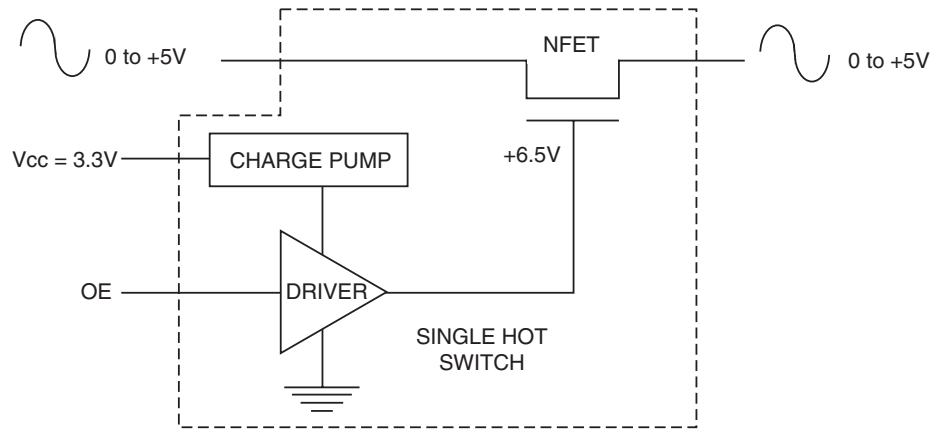 NFET
0 to +5V
0 to +5V
Vcc = 3.3V
CHARGE PUMP
+6.5V
OE
DRIVER
SINGLE HOT
SWITCH